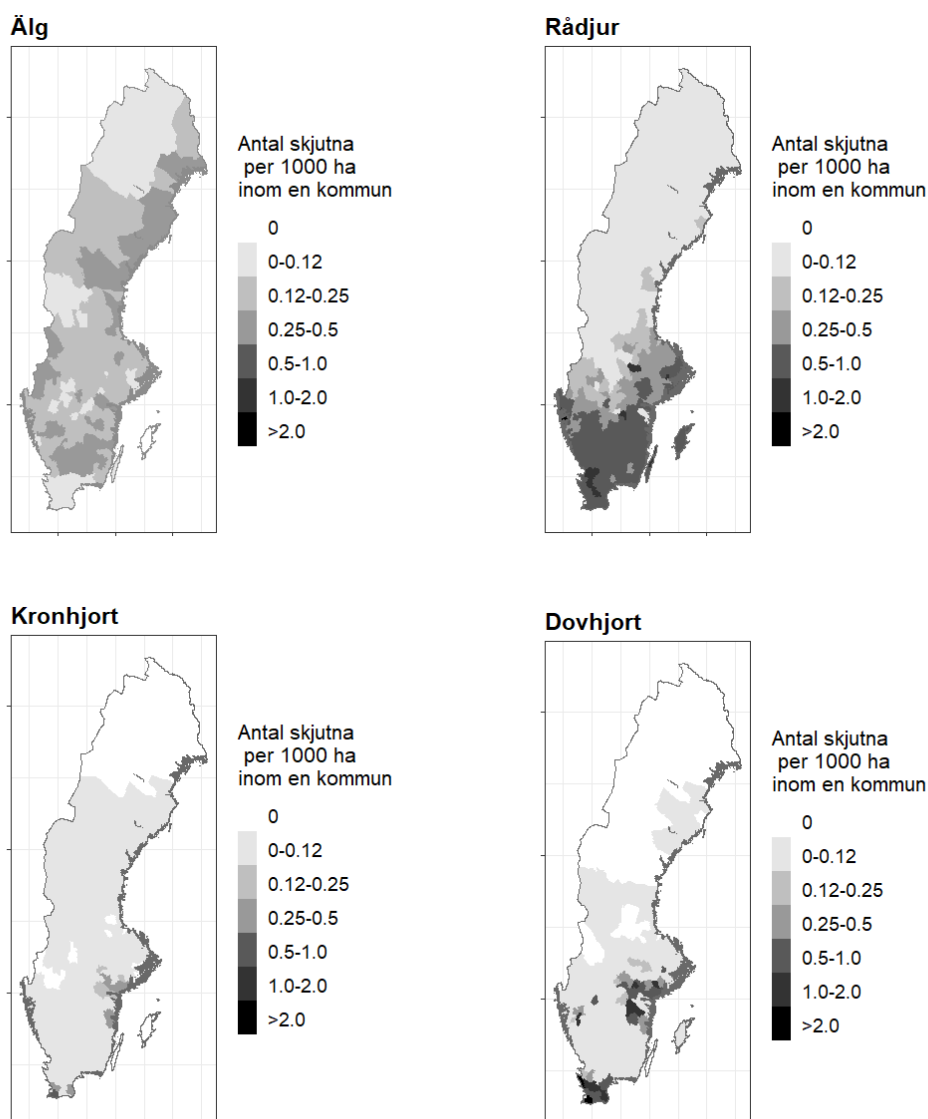 Älg
Antal skjutna
per 1000 ha
inom en kommun
0
0-0.12
0.12-0.25
0.25-0.5
0.5-1.0
1.0-2.0
>2.0
Rådjur
Antal skjutna
per 1000 ha
inom en kommun
0
0-0.12
0.12-0.25
0.25-0.5
0.5-1.0
1.0-2.0
>2.0
Kronhjort
Antal skjutna
per 1000 ha
inom en kommun
0
0-0.12
0.12-0.25
0.25-0.5
0.5-1.0
1.0-2.0
>2.0
Dovhjort
Antal skjutna
per 1000 ha
inom en kommun
0
0-0.12
0.12-0.25
0.25-0.5
0.5-1.0
1.0-2.0
>2.0